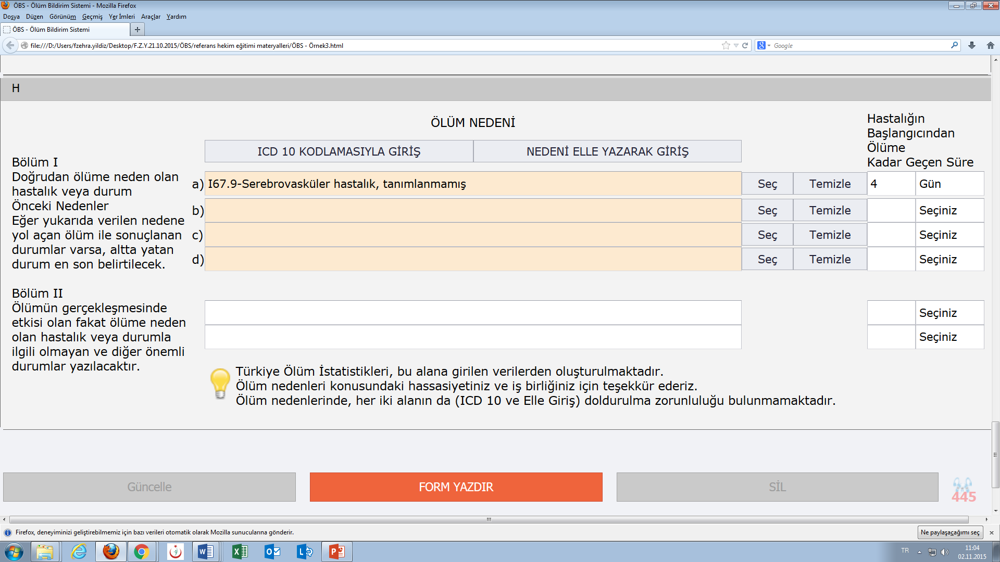 ÖBS - Ölüm Bildirim Sistemi - Mozilla Firefox
Dosya Düzen Görünüm Geçmiş Yer İmleri Araçlar Yardım
ÖBS - Ölüm Bildirim Sistemi
file:///D:/Users/fzehra.yildiz/Desktop/F.Z.Y.21.10.2015/ÖBS/referans hekim eğitimi materyalleri/ÖBS - Örnek3.html
Google
H
ÖLÜM NEDENİ
Hastalığın
Başlangıcından
Ölüme
Kadar Geçen Süre
ICD 10 KODLAMASIYLA GİRİŞ NEDENİ ELLE YAZARAK GİRİŞ
Bölüm I
Doğrudan ölüme neden olan
hastalık veya durum
Önceki Nedenler
Eğer yukarıda verilen nedene
yol açan ölüm ile sonuçlanan
durumlar varsa, altta yatan
durum en son belirtilecek.
a) I67.9-Serebrovasküler hastalık, tanımlanmamış Seç Temizle 4 Gün
b) Seç Temizle Seçiniz
c) Seç Temizle Seçiniz
d) Seç Temizle Seçiniz
Bölüm II
Ölümün gerçekleşmesinde
etkisi olan fakat ölüme neden
olan hastalık veya durumla
ilgili olmayan ve diğer önemli
durumlar yazılacaktır.
Seçiniz
Seçiniz
Türkiye Ölüm İstatistikleri, bu alana girilen verilerden oluşturulmaktadır.
Ölüm nedenleri konusundaki hassasiyetiniz ve iş birliğiniz için teşekkür ederiz.
Ölüm nedenlerinde, her iki alanın da (ICD 10 ve Elle Giriş) doldurulma zorunluluğu bulunmamaktadır.
Güncelle FORM YAZDIR SİL 445
Firefox, deneyiminizi geliştirebilmemiz için bazı verileri otomatik olarak Mozilla sunucularına gönderir. Ne paylaşacağımı seç
TR 11:04
02.11.2015